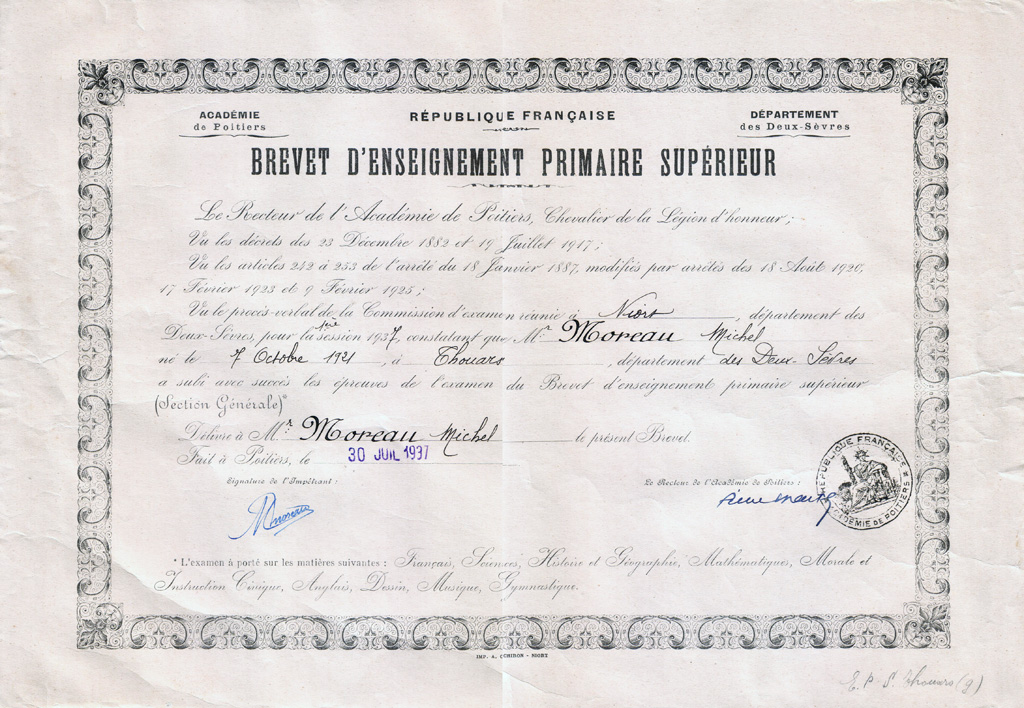 ACADÉMIE
de Poitiers
RÉPUBLIQUE FRANÇAISE
DÉPARTEMENT
des Deux-Sèvres
BREVET D'ENSEIGNEMENT PRIMAIRE SUPÉRIEUR
Le Recteur de l'Académie de Poitiers, Chevalier de la Légion d'honneur ;
Vu les décrets des 23 Décembre 1882 et 19 Juillet 1917 ;
Vu les articles 242 à 253 de l'arrêté du 18 Janvier 1887, modifiés par arrêtés des 18 Août 1920,
17 Février 1923 et 9 Février 1925 ;
Vu le procès-verbal de la Commission d'examen réunie à Niort, département des
Deux-Sèvres, pour la 1ère session 1937, constatant que Mr Moreau Michel
né le 7 Octobre 1921, à Thouars, département des Deux-Sèvres
a subi avec succès les épreuves de l'examen du Brevet d'enseignement primaire supérieur
(Section Générale)*
Délivré à Mr Moreau Michel le présent Brevet.
Fait à Poitiers, le 30 JUIL 1937
Signature de l'Impétrant :
Le Recteur de l'Académie de Poitiers :
RÉPUBLIQUE FRANÇAISE
ACADÉMIE DE POITIERS
* L'examen a porté sur les matières suivantes : Français, Sciences, Histoire et Géographie, Mathématiques, Morale et
Instruction Civique, Anglais, Dessin, Musique, Gymnastique.
IMP. A. CHIRON - NIORT
E. P. S. Thouars (g)